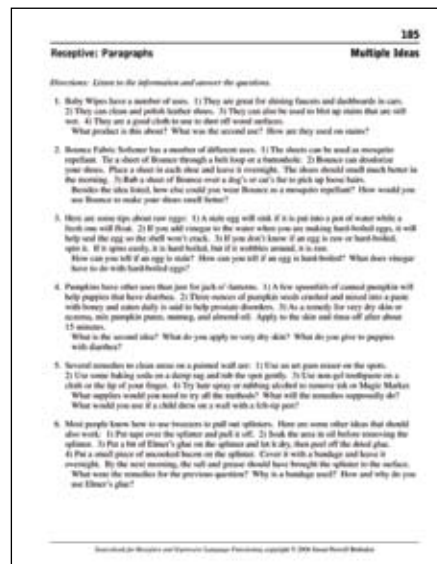 185
Receptive: Paragraphs Multiple Ideas
Directions: Listen to the information and answer the questions.
1. Baby Wipes have a number of uses. 1) They are great for shining faucets and dashboards in cars.
2) They can clean and polish leather shoes. 3) They can also be used to blot up stains that are still
wet. 4) They are a good cloth to use to dust off wood surfaces.
What product is this about? What was the second use? How are they used on stains?
2. Bounce Fabric Softener has a number of different uses. 1) The sheets can be used as mosquito
repellant. Tie a sheet of Bounce through a belt loop or a buttonhole. 2) Bounce can deodorize
your shoes. Place a sheet in each shoe and leave it overnight. The shoes should smell much better in
the morning. 3) Rub a sheet of Bounce over a dog's or cat's fur to pick up loose hairs.
Besides the idea listed, how else could you wear Bounce as a mosquito repellant? How would you
use Bounce to make your shoes smell better?
3. Here are some tips about raw eggs: 1) A stale egg will sink if it is put into a pot of water while a
fresh one will float. 2) If you add vinegar to the water when you are making hard-boiled eggs, it will
help seal the egg so the shell won't crack. 3) If you don't know if an egg is raw or hard-boiled,
spin it. If it spins easily, it is hard boiled, but if it wobbles around, it is raw.
How can you tell if an egg is stale? How can you tell if an egg is hard-boiled? What does vinegar
have to do with hard-boiled eggs?
4. Pumpkins have other uses than just for jack o' lanterns. 1) A few spoonfuls of canned pumpkin will
help puppies that have diarrhea. 2) Three ounces of pumpkin seeds crushed and mixed into a paste
with honey and eaten daily is said to help prostate disorders. 3) As a remedy for very dry skin or
eczema, mix pumpkin puree, nutmeg, and almond oil. Apply to the skin and rinse off after about
15 minutes.
What is the second idea? What do you apply to very dry skin? What do you give to puppies
with diarrhea?
5. Several remedies to clean areas on a painted wall are: 1) Use an art gum eraser on the spots.
2) Use some baking soda on a damp rag and rub the spot gently. 3) Use non-gel toothpaste on a
cloth or the tip of your finger. 4) Try hair spray or rubbing alcohol to remove ink or Magic Marker.
What supplies would you need to try all the methods? What will the remedies supposedly do?
What would you use if a child drew on a wall with a felt-tip pen?
6. Most people know how to use tweezers to pull out splinters. Here are some other ideas that should
also work. 1) Put tape over the splinter and pull it off. 2) Soak the area in oil before removing the
splinter. 3) Put a bit of Elmer's glue on the splinter and let it dry, then peel off the dried glue.
4) Put a small piece of uncooked bacon on the splinter. Cover it with a bandage and leave it
overnight. By the next morning, the salt and grease should have brought the splinter to the surface.
What were the remedies for the previous question? Why is a bandage used? How and why do you
use Elmer's glue?
Sourcebook for Receptive and Expressive Language Functioning copyright © 2006 Susan Howell Brubaker